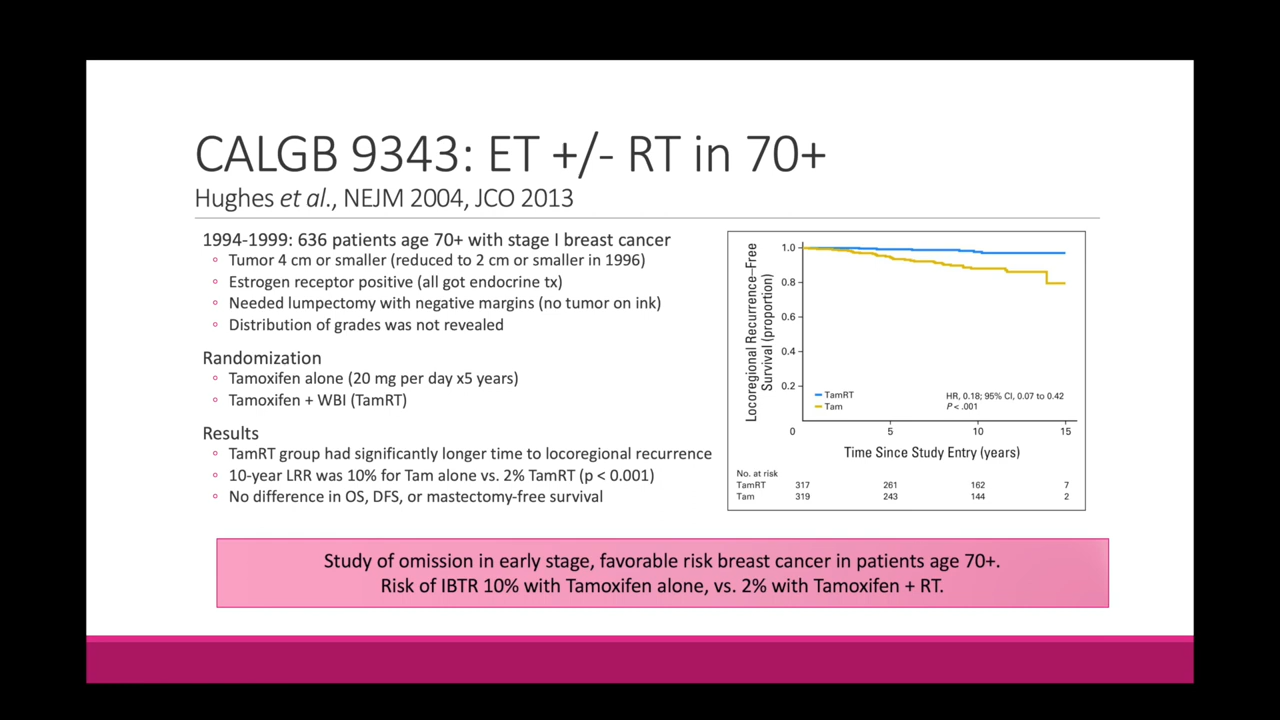 CALGB 9343: ET +/- RT in 70+
Hughes et al., NEJM 2004, JCO 2013
1994-1999: 636 patients age 70+ with stage I breast cancer
◦ Tumor 4 cm or smaller (reduced to 2 cm or smaller in 1996)
◦ Estrogen receptor positive (all got endocrine tx)
◦ Needed lumpectomy with negative margins (no tumor on ink)
◦ Distribution of grades was not revealed
Randomization
◦ Tamoxifen alone (20 mg per day x5 years)
◦ Tamoxifen + WBI (TamRT)
Results
◦ TamRT group had significantly longer time to locoregional recurrence
◦ 10-year LRR was 10% for Tam alone vs. 2% TamRT (p < 0.001)
◦ No difference in OS, DFS, or mastectomy-free survival
Locoregional Recurrence–Free
Survival (proportion)
1.0
0.8
0.6
0.4
0.2
TamRT
Tam
HR, 0.18; 95% CI, 0.07 to 0.42
P < .001
0 5 10 15
Time Since Study Entry (years)
No. at risk
TamRT 317 261 162 7
Tam 319 243 144 2
Study of omission in early stage, favorable risk breast cancer in patients age 70+.
Risk of IBTR 10% with Tamoxifen alone, vs. 2% with Tamoxifen + RT.